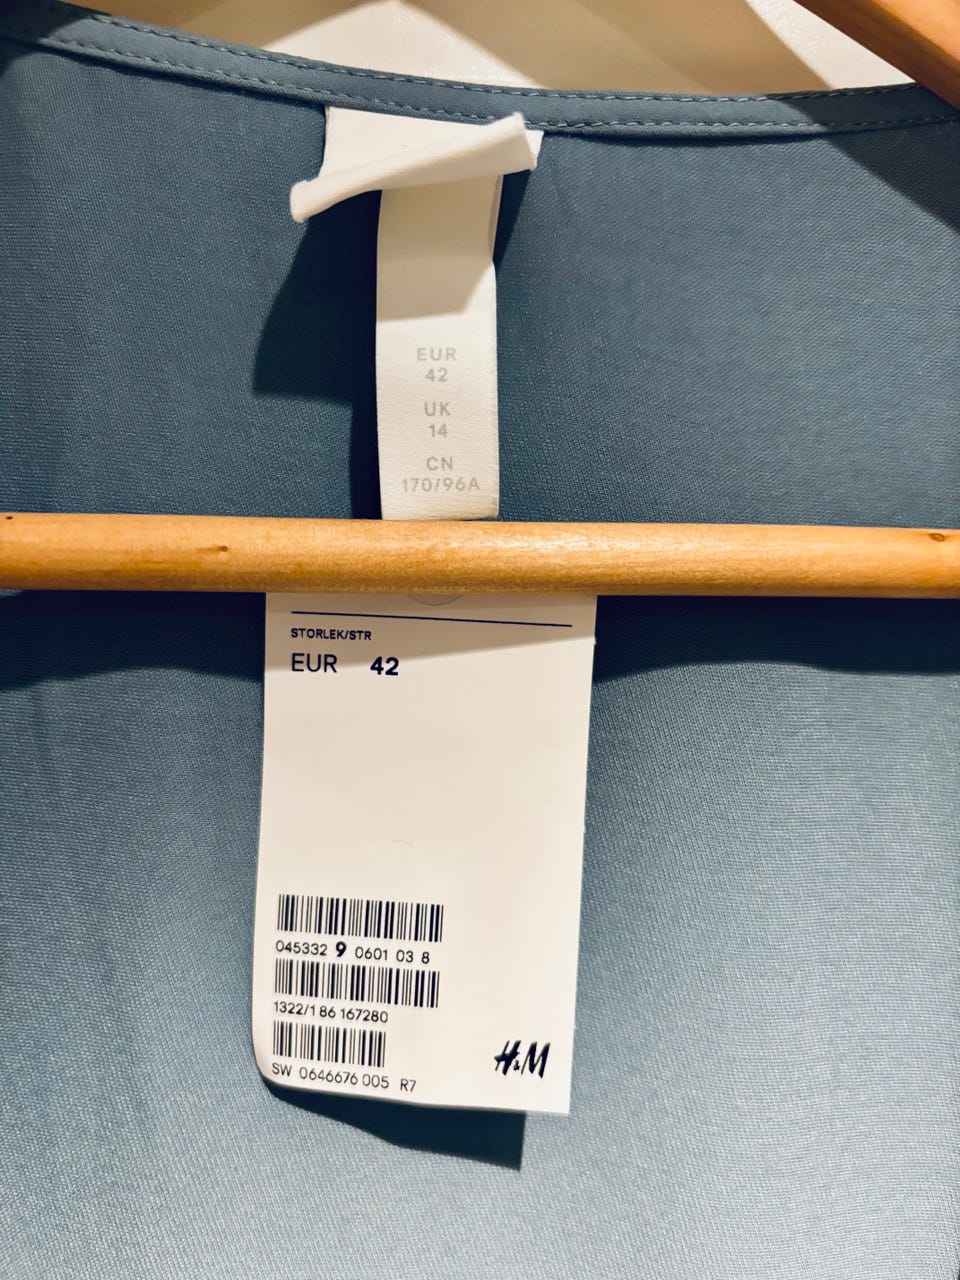 EUR
42
UK
14
CN
170/96A
STORLEK/STR
EUR 42
045332 9 0601 03 8
1322/1 86 167280
SW 0646676 005 R7
H&M